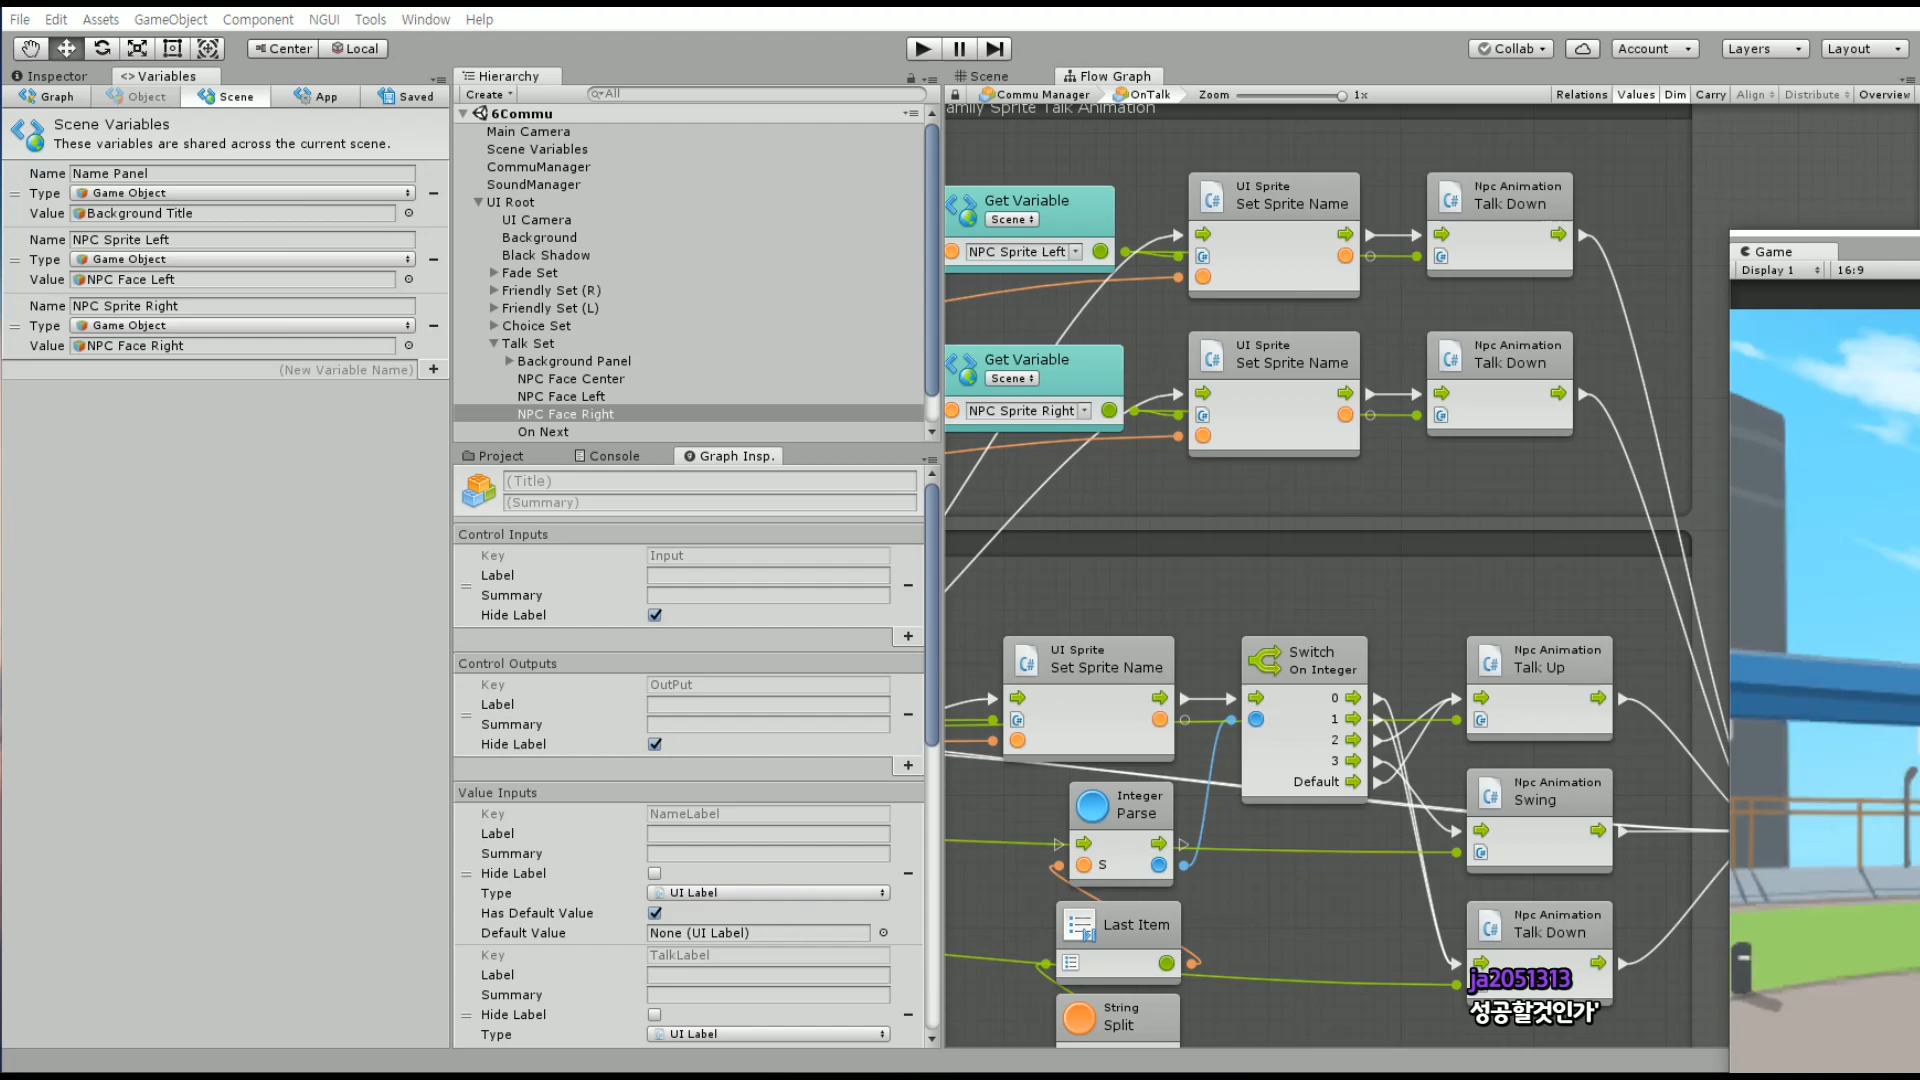 File Edit Assets GameObject Component NGUI Tools Window Help
Center Local
Collab Account Layers Layout
Inspector <> Variables
Graph Object Scene App Saved
Scene Variables
These variables are shared across the current scene.
Name Name Panel
Type Game Object
Value Background Title
Name NPC Sprite Left
Type Game Object
Value NPC Face Left
Name NPC Sprite Right
Type Game Object
Value NPC Face Right
(New Variable Name) +
Hierarchy
Create All
6Commu
Main Camera
Scene Variables
CommuManager
SoundManager
UI Root
UI Camera
Background
Black Shadow
Fade Set
Friendly Set (R)
Friendly Set (L)
Choice Set
Talk Set
Background Panel
NPC Face Center
NPC Face Left
NPC Face Right
On Next
Project Console Graph Insp.
(Title)
(Summary)
Control Inputs
Key Input
Label
Summary
Hide Label
Control Outputs
Key OutPut
Label
Summary
Hide Label
Value Inputs
Key NameLabel
Label
Summary
Hide Label
Type UI Label
Has Default Value
Default Value None (UI Label)
Key TalkLabel
Label
Summary
Hide Label
Type UI Label
Scene Flow Graph
Commu Manager OnTalk Zoom 1x Relations Values Dim Carry Align Distribute Overview
amily Sprite Talk Animation
Get Variable
Scene
NPC Sprite Left
UI Sprite
Set Sprite Name
Npc Animation
Talk Down
Get Variable
Scene
NPC Sprite Right
UI Sprite
Set Sprite Name
Npc Animation
Talk Down
UI Sprite
Set Sprite Name
Switch
On Integer
0
1
2
3
Default
Npc Animation
Talk Up
Npc Animation
Swing
Npc Animation
Talk Down
Integer
Parse
S
Last Item
String
Split
Game
Display 1 16:9
ja2051313
성공할것인가'